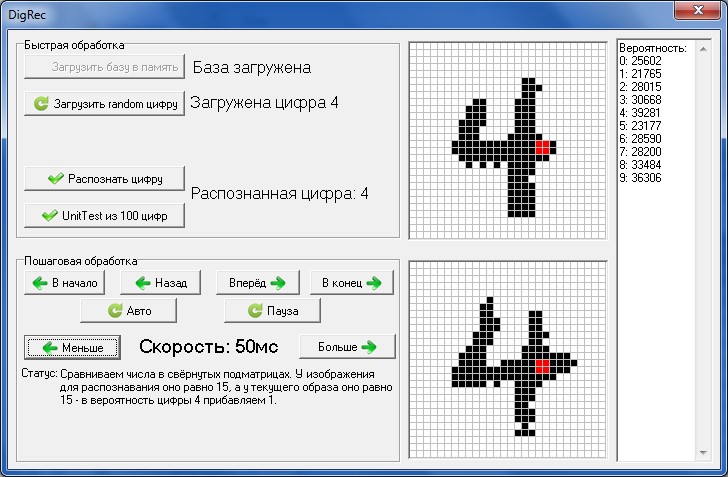 DigRec
Быстрая обработка
Загрузить базу в память
База загружена
Загрузить random цифру
Загружена цифра 4
Распознать цифру
Распознанная цифра: 4
UnitTest из 100 цифр
Пошаговая обработка
В начало
Назад
Вперёд
В конец
Авто
Пауза
Меньше
Скорость: 50мс
Больше
Статус: Сравниваем числа в свёрнутых подматрицах. У изображения
для распознавания оно равно 15, а у текущего образа оно равно
15 - в вероятность цифры 4 прибавляем 1.
Вероятность:
0: 25602
1: 21765
2: 28015
3: 30668
4: 39281
5: 23177
6: 28590
7: 28200
8: 33484
9: 36306